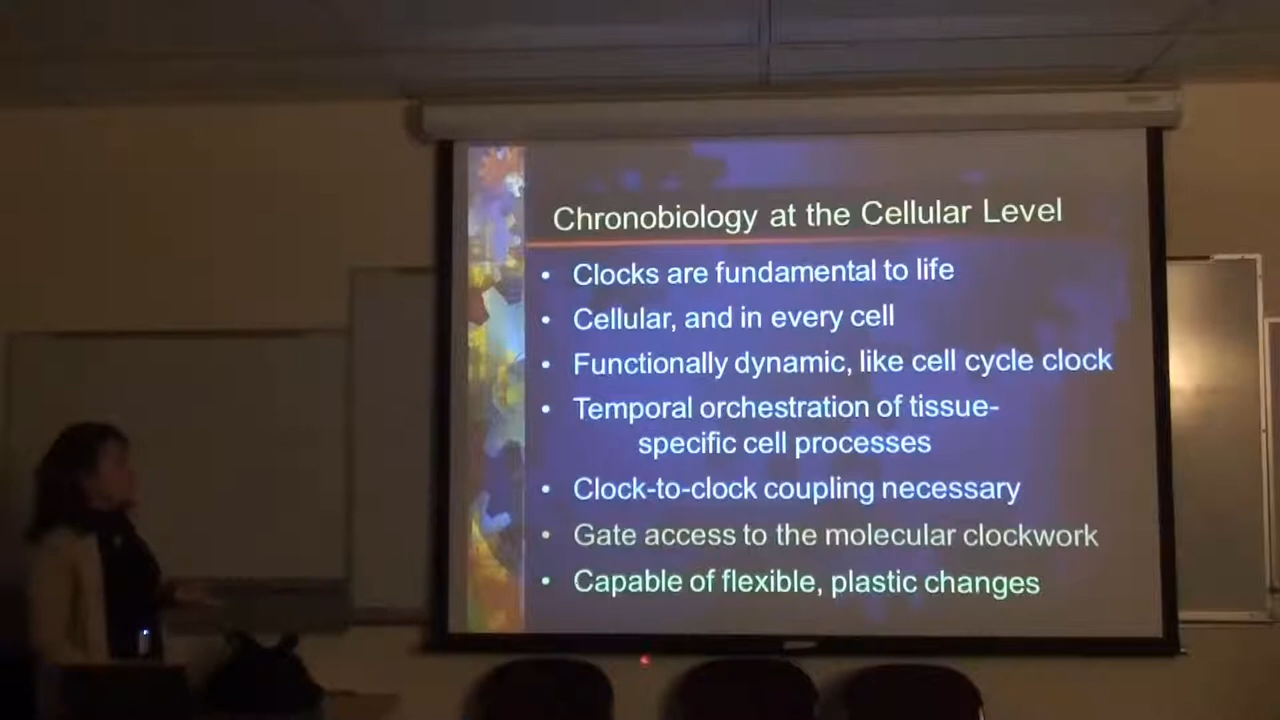 Chronobiology at the Cellular Level
• Clocks are fundamental to life
• Cellular, and in every cell
• Functionally dynamic, like cell cycle clock
• Temporal orchestration of tissue-
specific cell processes
• Clock-to-clock coupling necessary
• Gate access to the molecular clockwork
• Capable of flexible, plastic changes